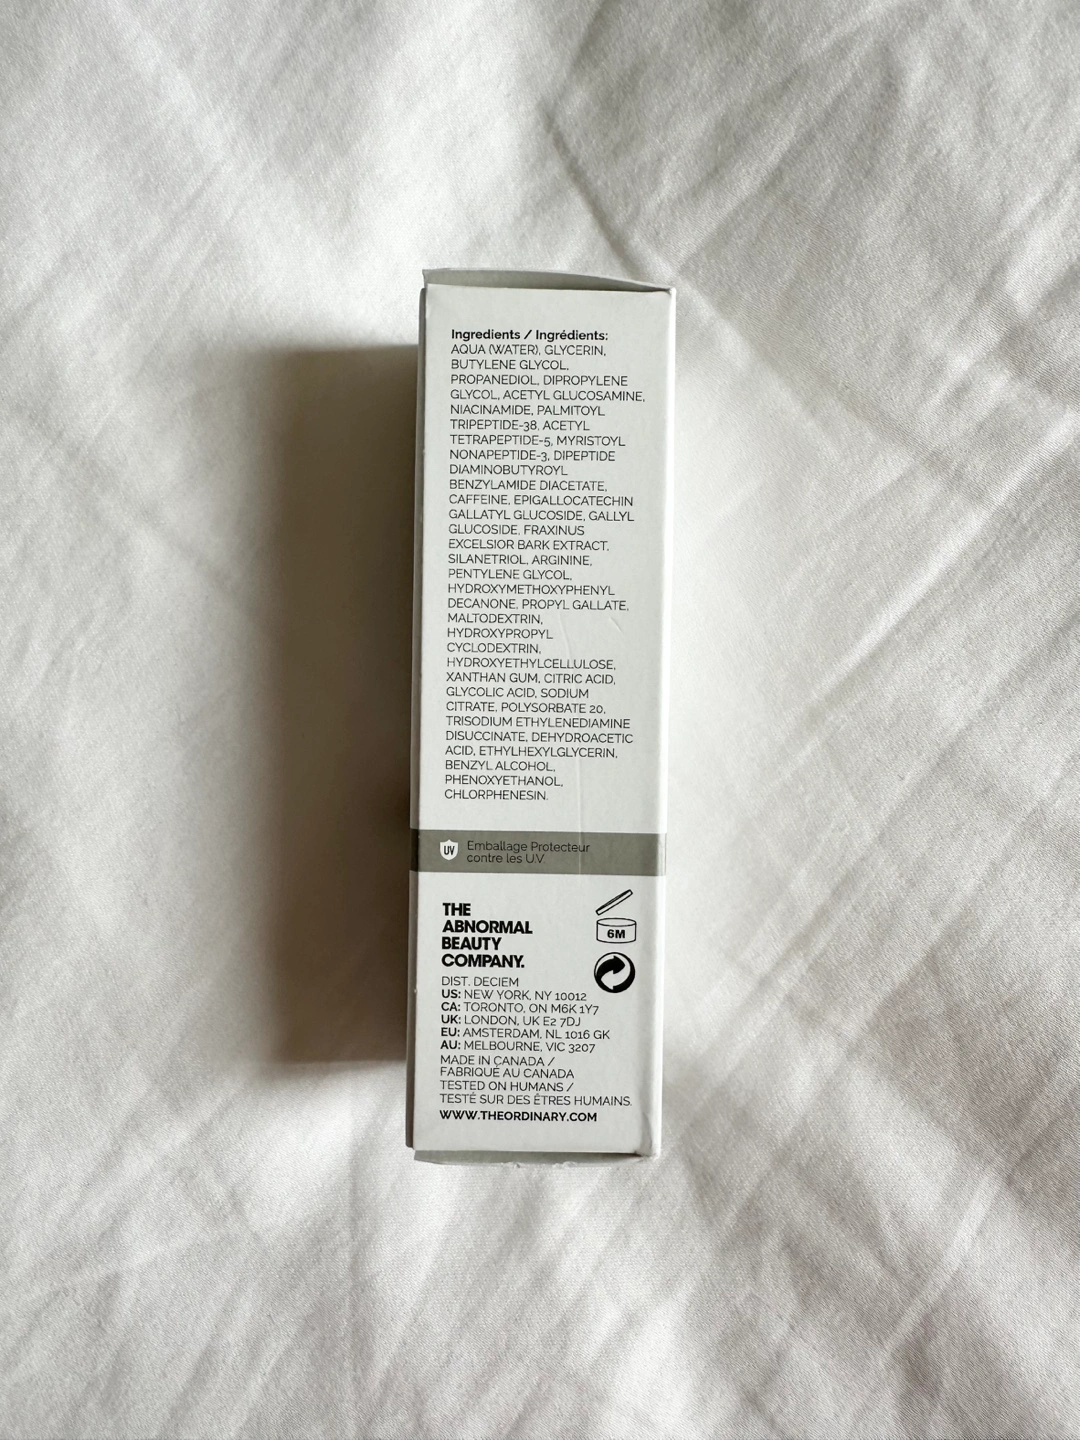 Ingredients / Ingrédients:
AQUA (WATER), GLYCERIN,
BUTYLENE GLYCOL,
PROPANEDIOL, DIPROPYLENE
GLYCOL, ACETYL GLUCOSAMINE,
NIACINAMIDE, PALMITOYL
TRIPEPTIDE-38, ACETYL
TETRAPEPTIDE-5, MYRISTOYL
NONAPEPTIDE-3, DIPEPTIDE
DIAMINOBUTYROYL
BENZYLAMIDE DIACETATE,
CAFFEINE, EPIGALLOCATECHIN
GALLATYL GLUCOSIDE, GALLYL
GLUCOSIDE, FRAXINUS
EXCELSIOR BARK EXTRACT,
SILANETRIOL, ARGININE,
PENTYLENE GLYCOL,
HYDROXYMETHOXYPHENYL
DECANONE, PROPYL GALLATE,
MALTODEXTRIN,
HYDROXYPROPYL
CYCLODEXTRIN,
HYDROXYETHYLCELLULOSE,
XANTHAN GUM, CITRIC ACID,
GLYCOLIC ACID, SODIUM
CITRATE, POLYSORBATE 20,
TRISODIUM ETHYLENEDIAMINE
DISUCCINATE, DEHYDROACETIC
ACID, ETHYLHEXYLGLYCERIN,
BENZYL ALCOHOL,
PHENOXYETHANOL,
CHLORPHENESIN.
UV Emballage Protecteur
contre les U.V.
THE
ABNORMAL
BEAUTY
COMPANY.
6M
DIST. DECIEM
US: NEW YORK, NY 10012
CA: TORONTO, ON M6K 1Y7
UK: LONDON, UK E2 7DJ
EU: AMSTERDAM, NL 1016 GK
AU: MELBOURNE, VIC 3207
MADE IN CANADA /
FABRIQUÉ AU CANADA
TESTED ON HUMANS /
TESTÉ SUR DES ÊTRES HUMAINS.
WWW.THEORDINARY.COM